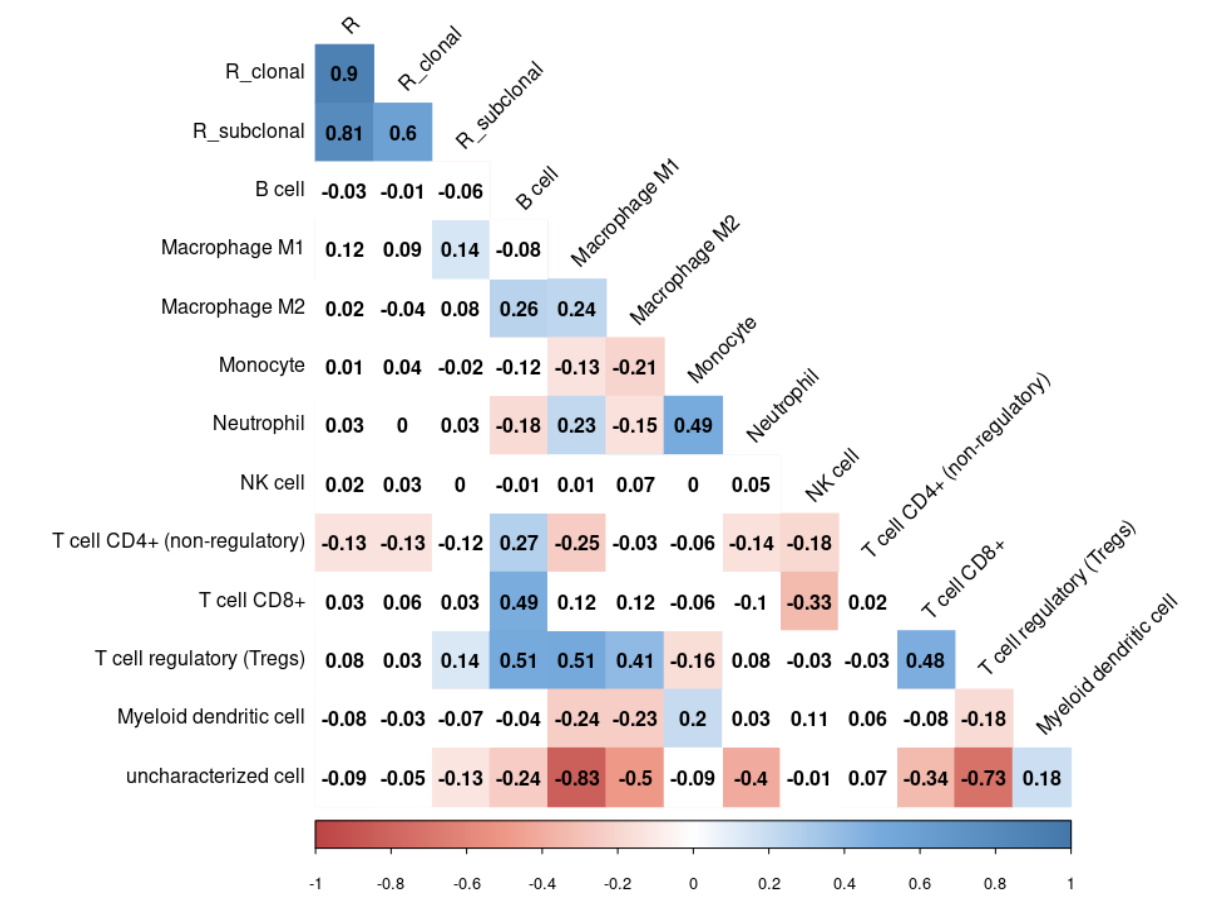 R
R_clonal 0.9 R_clonal
R_subclonal 0.81 0.6 R_subclonal
B cell -0.03 -0.01 -0.06 B cell
Macrophage M1 0.12 0.09 0.14 -0.08 Macrophage M1
Macrophage M2 0.02 -0.04 0.08 0.26 0.24 Macrophage M2
Monocyte 0.01 0.04 -0.02 -0.12 -0.13 -0.21 Monocyte
Neutrophil 0.03 0 0.03 -0.18 0.23 -0.15 0.49 Neutrophil
NK cell 0.02 0.03 0 -0.01 0.01 0.07 0 0.05 NK cell
T cell CD4+ (non-regulatory) -0.13 -0.13 -0.12 0.27 -0.25 -0.03 -0.06 -0.14 -0.18 T cell CD4+ (non-regulatory)
T cell CD8+ 0.03 0.06 0.03 0.49 0.12 0.12 -0.06 -0.1 -0.33 0.02 T cell CD8+
T cell regulatory (Tregs) 0.08 0.03 0.14 0.51 0.51 0.41 -0.16 0.08 -0.03 -0.03 0.48 T cell regulatory (Tregs)
Myeloid dendritic cell -0.08 -0.03 -0.07 -0.04 -0.24 -0.23 0.2 0.03 0.11 0.06 -0.08 -0.18 Myeloid dendritic cell
uncharacterized cell -0.09 -0.05 -0.13 -0.24 -0.83 -0.5 -0.09 -0.4 -0.01 0.07 -0.34 -0.73 0.18
-1 -0.8 -0.6 -0.4 -0.2 0 0.2 0.4 0.6 0.8 1